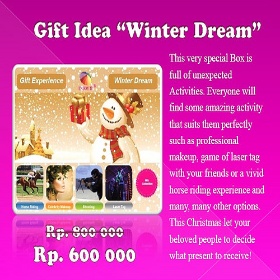 Gift Idea “Winter Dream”
Gift Experience
Winter Dream
This very special Box is
full of unexpected
Activities. Everyone will
find some amazing activity
that suits them perfectly
such as professional
makeup, game of laser tag
with your friends or a vivid
horse riding experience and
many, many other options.
This Christmas let your
beloved people to decide
what present to receive!
Horse Riding
Rp. 800 000
Rp. 600 000